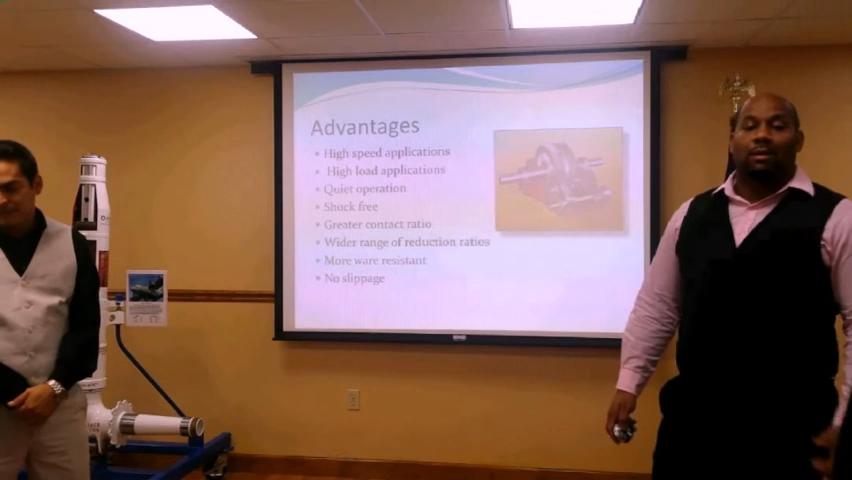 Advantages
• High speed applications
• High load applications
• Quiet operation
• Shock free
• Greater contact ratio
• Wider range of reduction ratios
• More ware resistant
• No slippage